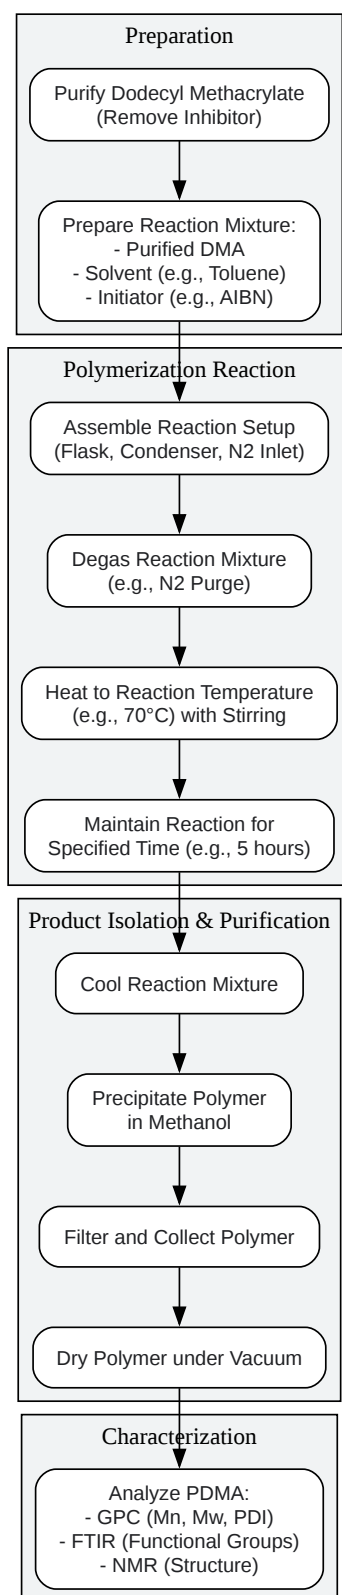 Preparation
Purify Dodecyl Methacrylate
(Remove Inhibitor)
Prepare Reaction Mixture:
- Purified DMA
- Solvent (e.g., Toluene)
- Initiator (e.g., AIBN)
Polymerization Reaction
Assemble Reaction Setup
(Flask, Condenser, N2 Inlet)
Degas Reaction Mixture
(e.g., N2 Purge)
Heat to Reaction Temperature
(e.g., 70°C) with Stirring
Maintain Reaction for
Specified Time (e.g., 5 hours)
Product Isolation & Purification
Cool Reaction Mixture
Precipitate Polymer
in Methanol
Filter and Collect Polymer
Dry Polymer under Vacuum
Characterization
Analyze PDMA:
- GPC (Mn, Mw, PDI)
- FTIR (Functional Groups)
- NMR (Structure)